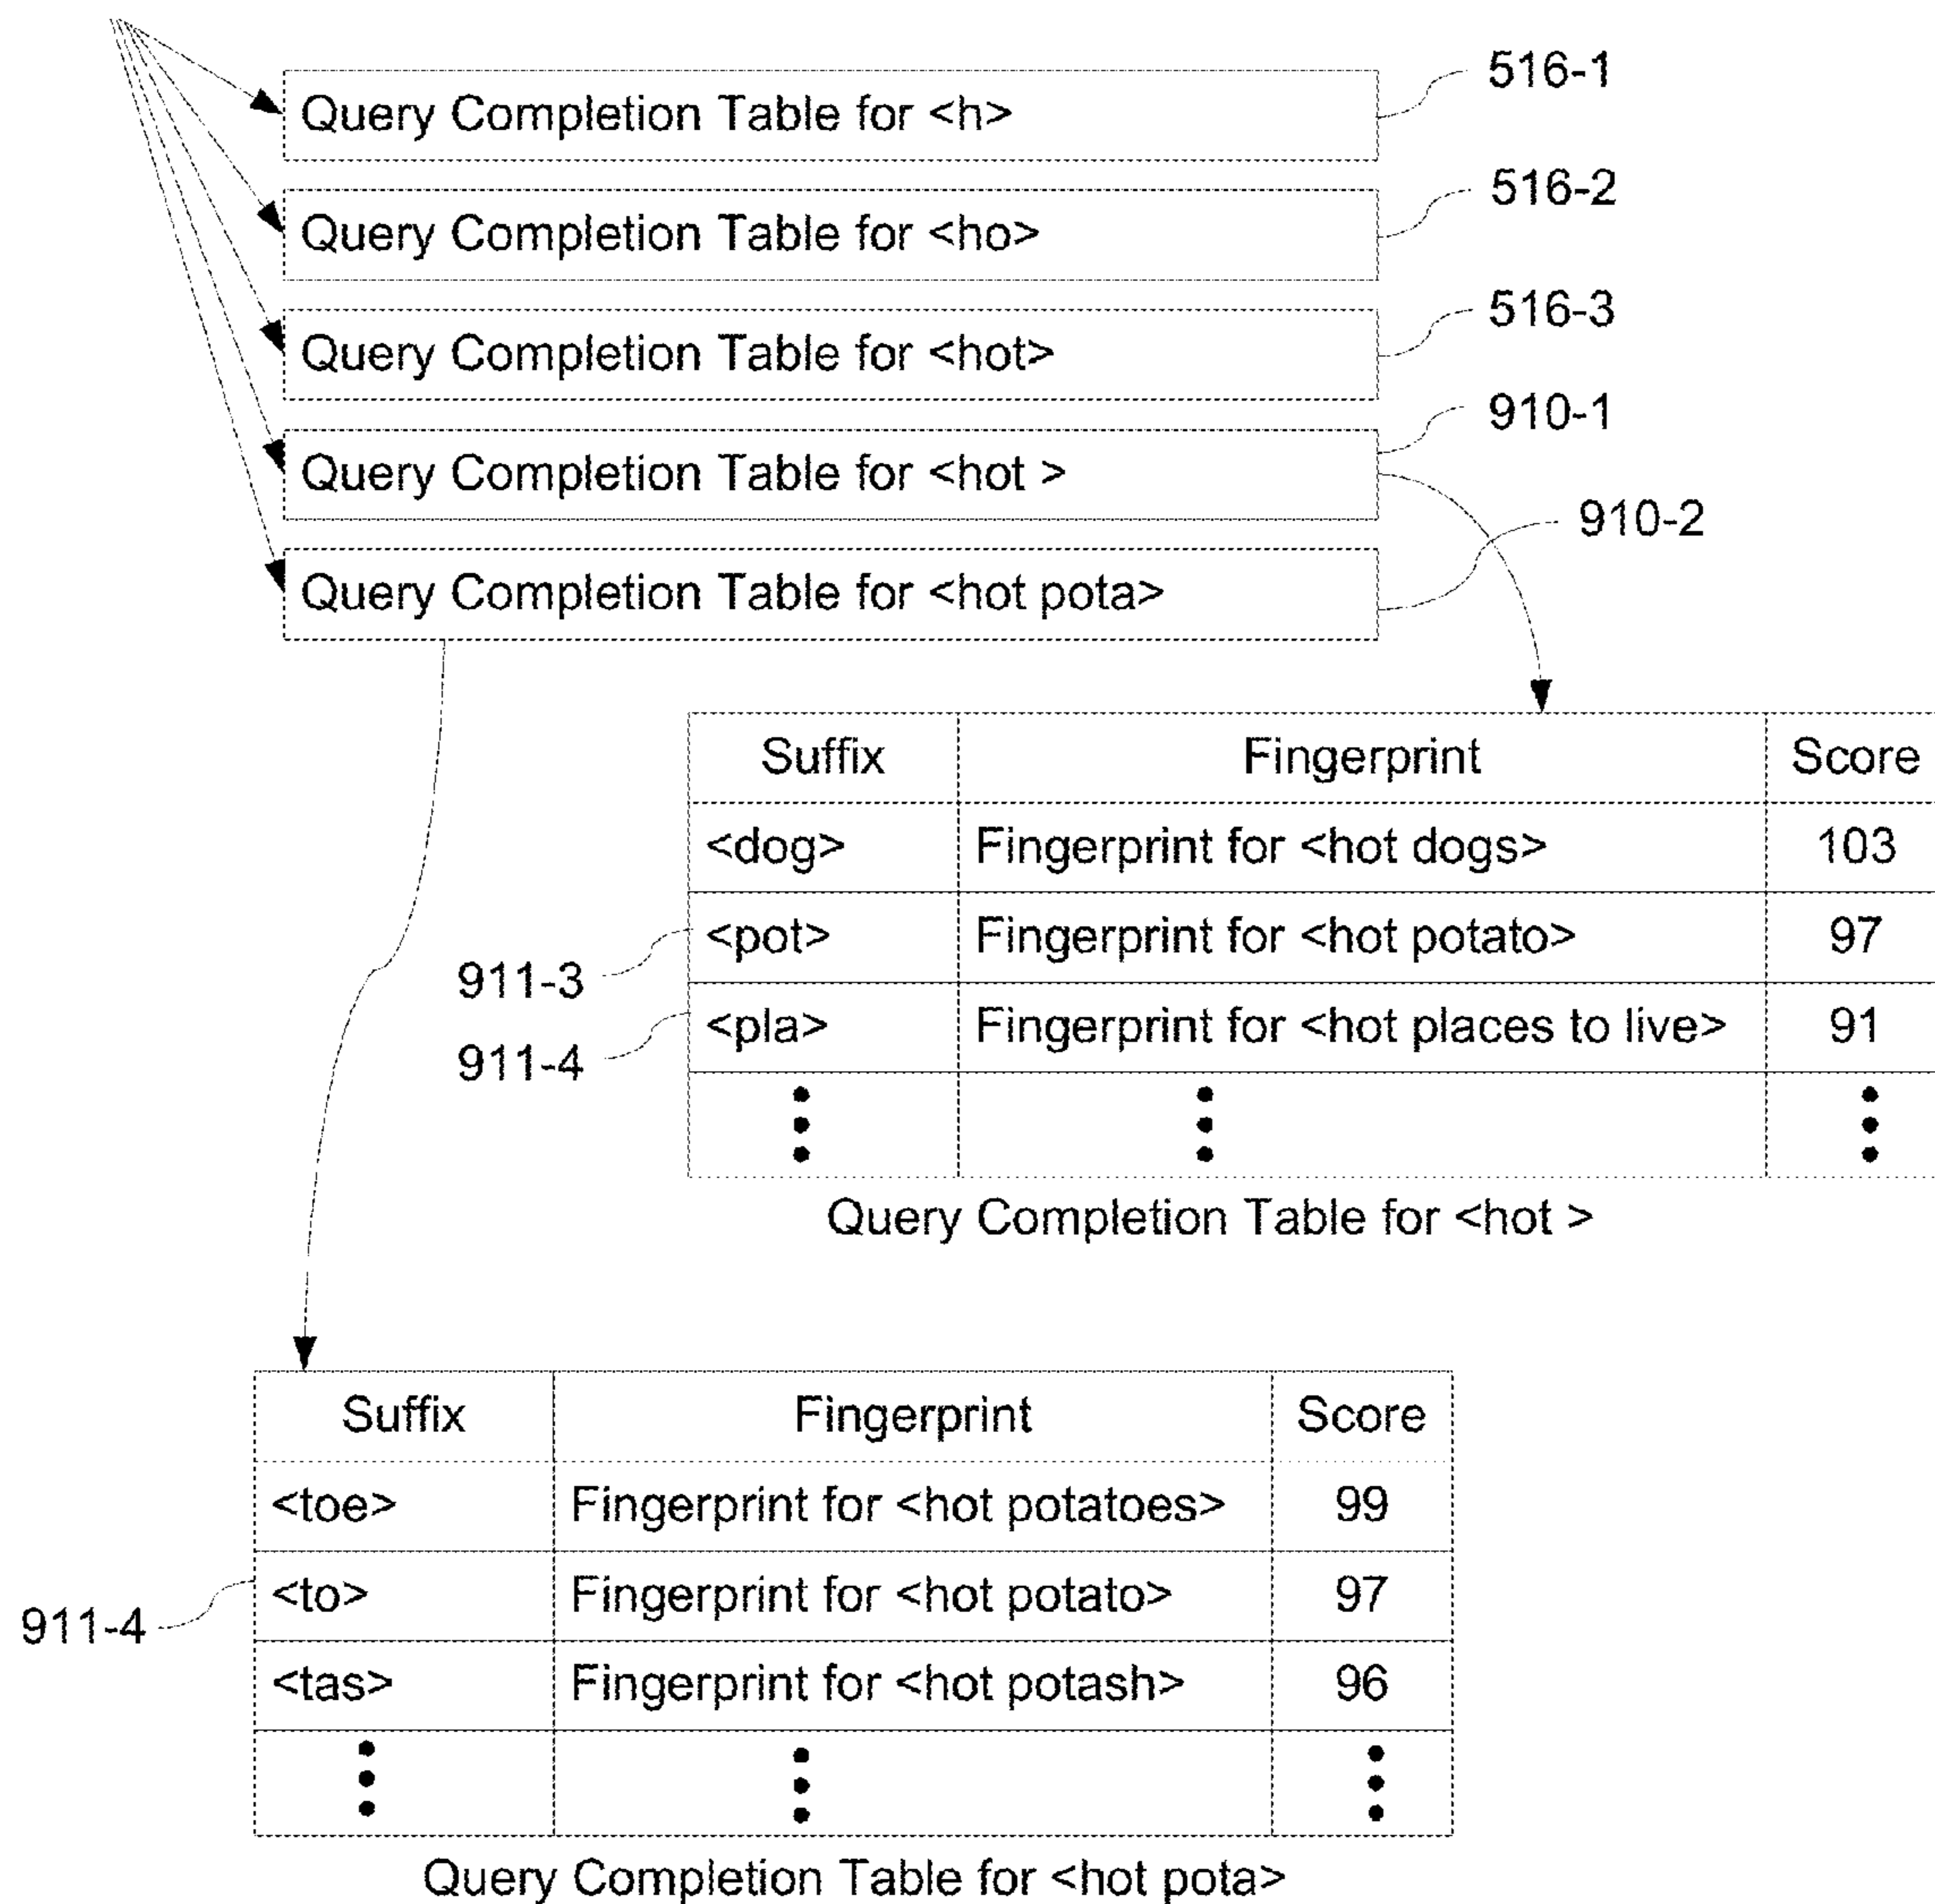 516-1
Query Completion Table for <h>
516-2
Query Completion Table for <ho>
516-3
Query Completion Table for <hot>
910-1
Query Completion Table for <hot >
910-2
Query Completion Table for <hot pota>
Suffix Fingerprint Score
<dog> Fingerprint for <hot dogs> 103
<pot> Fingerprint for <hot potato> 97
911-3
<pla> Fingerprint for <hot places to live> 91
911-4
Query Completion Table for <hot >
Suffix Fingerprint Score
<toe> Fingerprint for <hot potatoes> 99
<to> Fingerprint for <hot potato> 97
911-4
<tas> Fingerprint for <hot potash> 96
Query Completion Table for <hot pota>